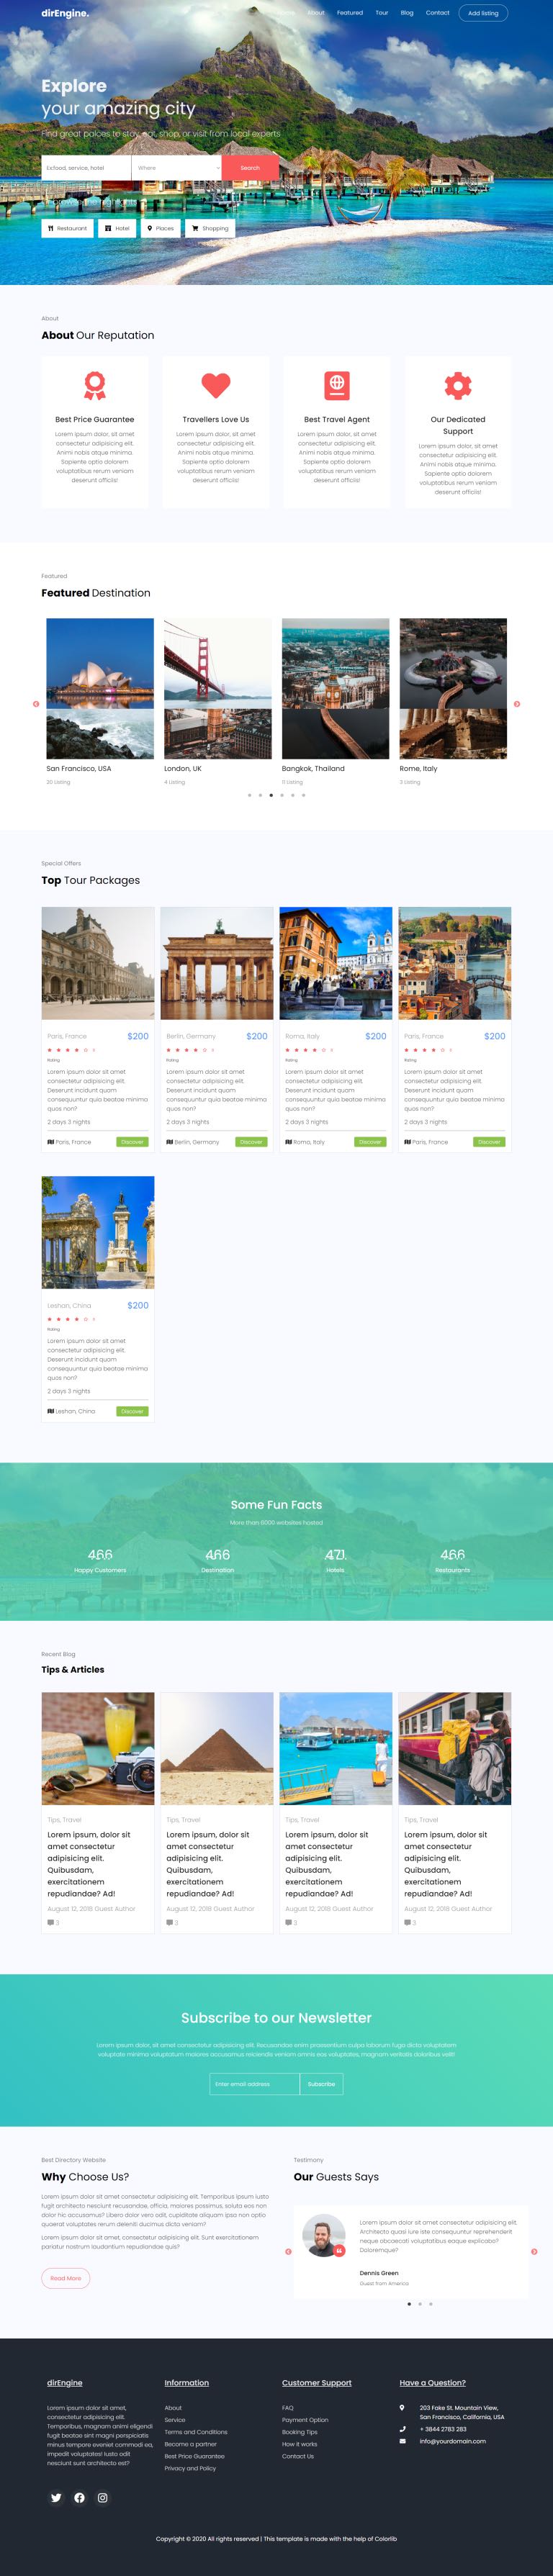 dirEngine.
About
Featured
Tour
Blog
Contact
Add listing
Explore
your amazing city
Find great palces to stay, eat, shop, or visit from local experts
Ex:food, service, hotel
Where
Search
Restaurant
Hotel
Places
Shopping
About
About Our Reputation
Best Price Guarantee
Lorem ipsum dolor, sit amet
consectetur adipisicing elit.
Animi nobis atque minima.
Sapiente optio dolorem
voluptatibus rerum veniam
deserunt officiis!
Travellers Love Us
Lorem ipsum dolor, sit amet
consectetur adipisicing elit.
Animi nobis atque minima.
Sapiente optio dolorem
voluptatibus rerum veniam
deserunt officiis!
Best Travel Agent
Lorem ipsum dolor, sit amet
consectetur adipisicing elit.
Animi nobis atque minima.
Sapiente optio dolorem
voluptatibus rerum veniam
deserunt officiis!
Our Dedicated
Support
Lorem ipsum dolor, sit amet
consectetur adipisicing elit.
Animi nobis atque minima.
Sapiente optio dolorem
voluptatibus rerum veniam
deserunt officiis!
Featured
Featured Destination
San Francisco, USA
30 Listing
London, UK
4 Listing
Bangkok, Thailand
11 Listing
Rome, Italy
3 Listing
Special Offers
Top Tour Packages
Paris, France
$200
Rating
Lorem ipsum dolor sit amet
consectetur adipisicing elit.
Deserunt incidunt quam
consequuntur quia beatae minima
quos non?
2 days 3 nights
Paris, France
Discover
Berlin, Germany
$200
Rating
Lorem ipsum dolor sit amet
consectetur adipisicing elit.
Deserunt incidunt quam
consequuntur quia beatae minima
quos non?
2 days 3 nights
Berlin, Germany
Discover
Roma, Italy
$200
Rating
Lorem ipsum dolor sit amet
consectetur adipisicing elit.
Deserunt incidunt quam
consequuntur quia beatae minima
quos non?
2 days 3 nights
Roma, Italy
Discover
Paris, France
$200
Rating
Lorem ipsum dolor sit amet
consectetur adipisicing elit.
Deserunt incidunt quam
consequuntur quia beatae minima
quos non?
2 days 3 nights
Paris, France
Discover
Leshan, China
$200
Rating
Lorem ipsum dolor sit amet
consectetur adipisicing elit.
Deserunt incidunt quam
consequuntur quia beatae minima
quos non?
2 days 3 nights
Leshan, China
Discover
Some Fun Facts
More than 6000 websites hosted
466
Happy Customers
466
Destination
471
Hotels
466
Restaurants
Recent Blog
Tips & Articles
Tips, Travel
Lorem ipsum, dolor sit
amet consectetur
adipisicing elit.
Quibusdam,
exercitationem
repudiandae? Ad!
August 12, 2018 Guest Author
3
Tips, Travel
Lorem ipsum, dolor sit
amet consectetur
adipisicing elit.
Quibusdam,
exercitationem
repudiandae? Ad!
August 12, 2018 Guest Author
3
Tips, Travel
Lorem ipsum, dolor sit
amet consectetur
adipisicing elit.
Quibusdam,
exercitationem
repudiandae? Ad!
August 12, 2018 Guest Author
3
Tips, Travel
Lorem ipsum, dolor sit
amet consectetur
adipisicing elit.
Quibusdam,
exercitationem
repudiandae? Ad!
August 12, 2018 Guest Author
3
Subscribe to our Newsletter
Lorem ipsum dolor, sit amet consectetur adipisicing elit. Recusandae enim praesentium culpa laborum fuga dicta voluptatem
voluptate minima voluptatum maiores accusamus reiciendis veniam omnis eos voluptates, magnam veritatis doloribus velit!
Enter email address
Subscribe
Best Directory Website
Why Choose Us?
Lorem ipsum dolor sit amet consectetur adipisicing elit. Temporibus ipsum iusto
fugit architecto nesciunt recusandae, officia, maiores possimus, soluta eos non
dolor hic accusamus? Libero dolor vero odit, cupiditate aliquam ipsa non optio
quaerat voluptates rerum deleniti ducimus dicta veniam?
Lorem ipsum dolor sit amet, consectetur adipisicing elit. Sunt exercitationem
pariatur nostrum laudantium repudiandae quis?
Read More
Testimony
Our Guests Says
Lorem ipsum dolor sit amet consectetur adipisicing elit.
Architecto quasi iure iste consequuntur reprehenderit
neque obcaecati voluptatibus eaque explicabo?
Doloremque?
Dennis Green
Guest from America
dirEngine
Lorem ipsum dolor sit amet,
consectetur adipisicing elit.
Temporibus, magnam animi eligendi
fugit beatae sint magni perspiciatis
minus tempore eveniet commodi ea,
impedit voluptates! Iusto odit
nesciunt sunt architecto est?
Information
About
Service
Terms and Conditions
Become a partner
Best Price Guarantee
Privacy and Policy
Customer Support
FAQ
Payment Option
Booking Tips
How it works
Contact Us
Have a Question?
203 Fake St. Mountain View,
San Francisco, California, USA
+ 3844 2783 283
info@yourdomain.com
Copyright © 2020 All rights reserved | This template is made with the help of Colorlib